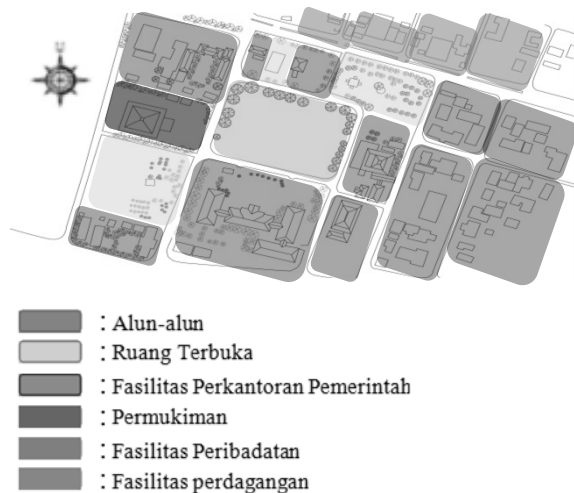 : Alun-alun
: Ruang Terbuka
: Fasilitas Perkantoran Pemerintah
: Permukiman
: Fasilitas Peribadatan
: Fasilitas perdagangan